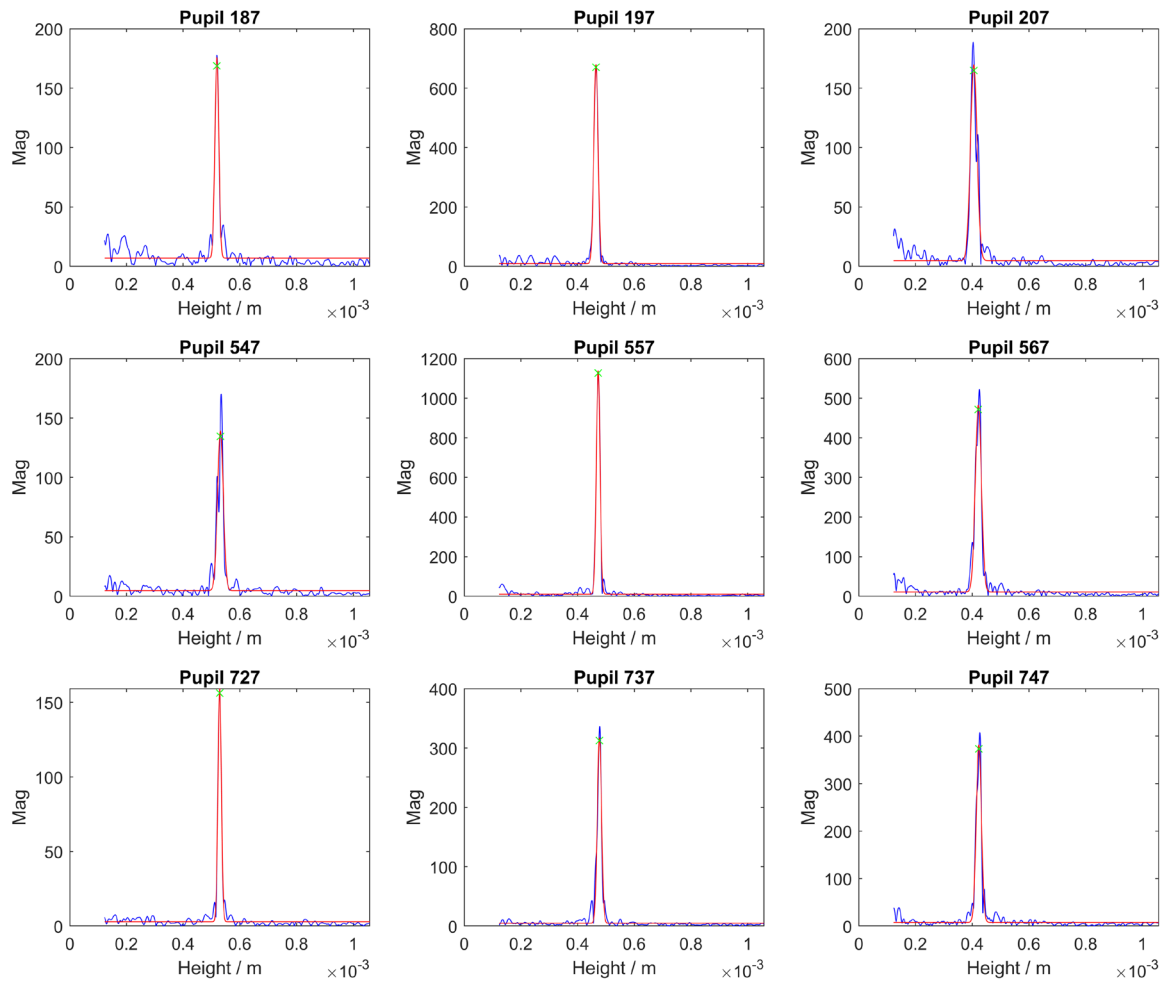 Pupil 187 Pupil 197 Pupil 207
200 800 200
150 600 150
Mag 100 Mag 400 Mag 100
50 200 50
0 0 0
0 0.2 0.4 0.6 0.8 1 0 0.2 0.4 0.6 0.8 1 0 0.2 0.4 0.6 0.8 1
Height / m ×10-3 Height / m ×10-3 Height / m ×10-3
Pupil 547 Pupil 557 Pupil 567
200 1200 600
1000 500
150 800 400
Mag 100 Mag 600 Mag 300
50 400 200
200 100
0 0 0
0 0.2 0.4 0.6 0.8 1 0 0.2 0.4 0.6 0.8 1 0 0.2 0.4 0.6 0.8 1
Height / m ×10-3 Height / m ×10-3 Height / m ×10-3
Pupil 727 Pupil 737 Pupil 747
150 400 500
300 400
Mag 100 Mag 200 Mag 300
50 100 200
100
0 0 0
0 0.2 0.4 0.6 0.8 1 0 0.2 0.4 0.6 0.8 1 0 0.2 0.4 0.6 0.8 1
Height / m ×10-3 Height / m ×10-3 Height / m ×10-3